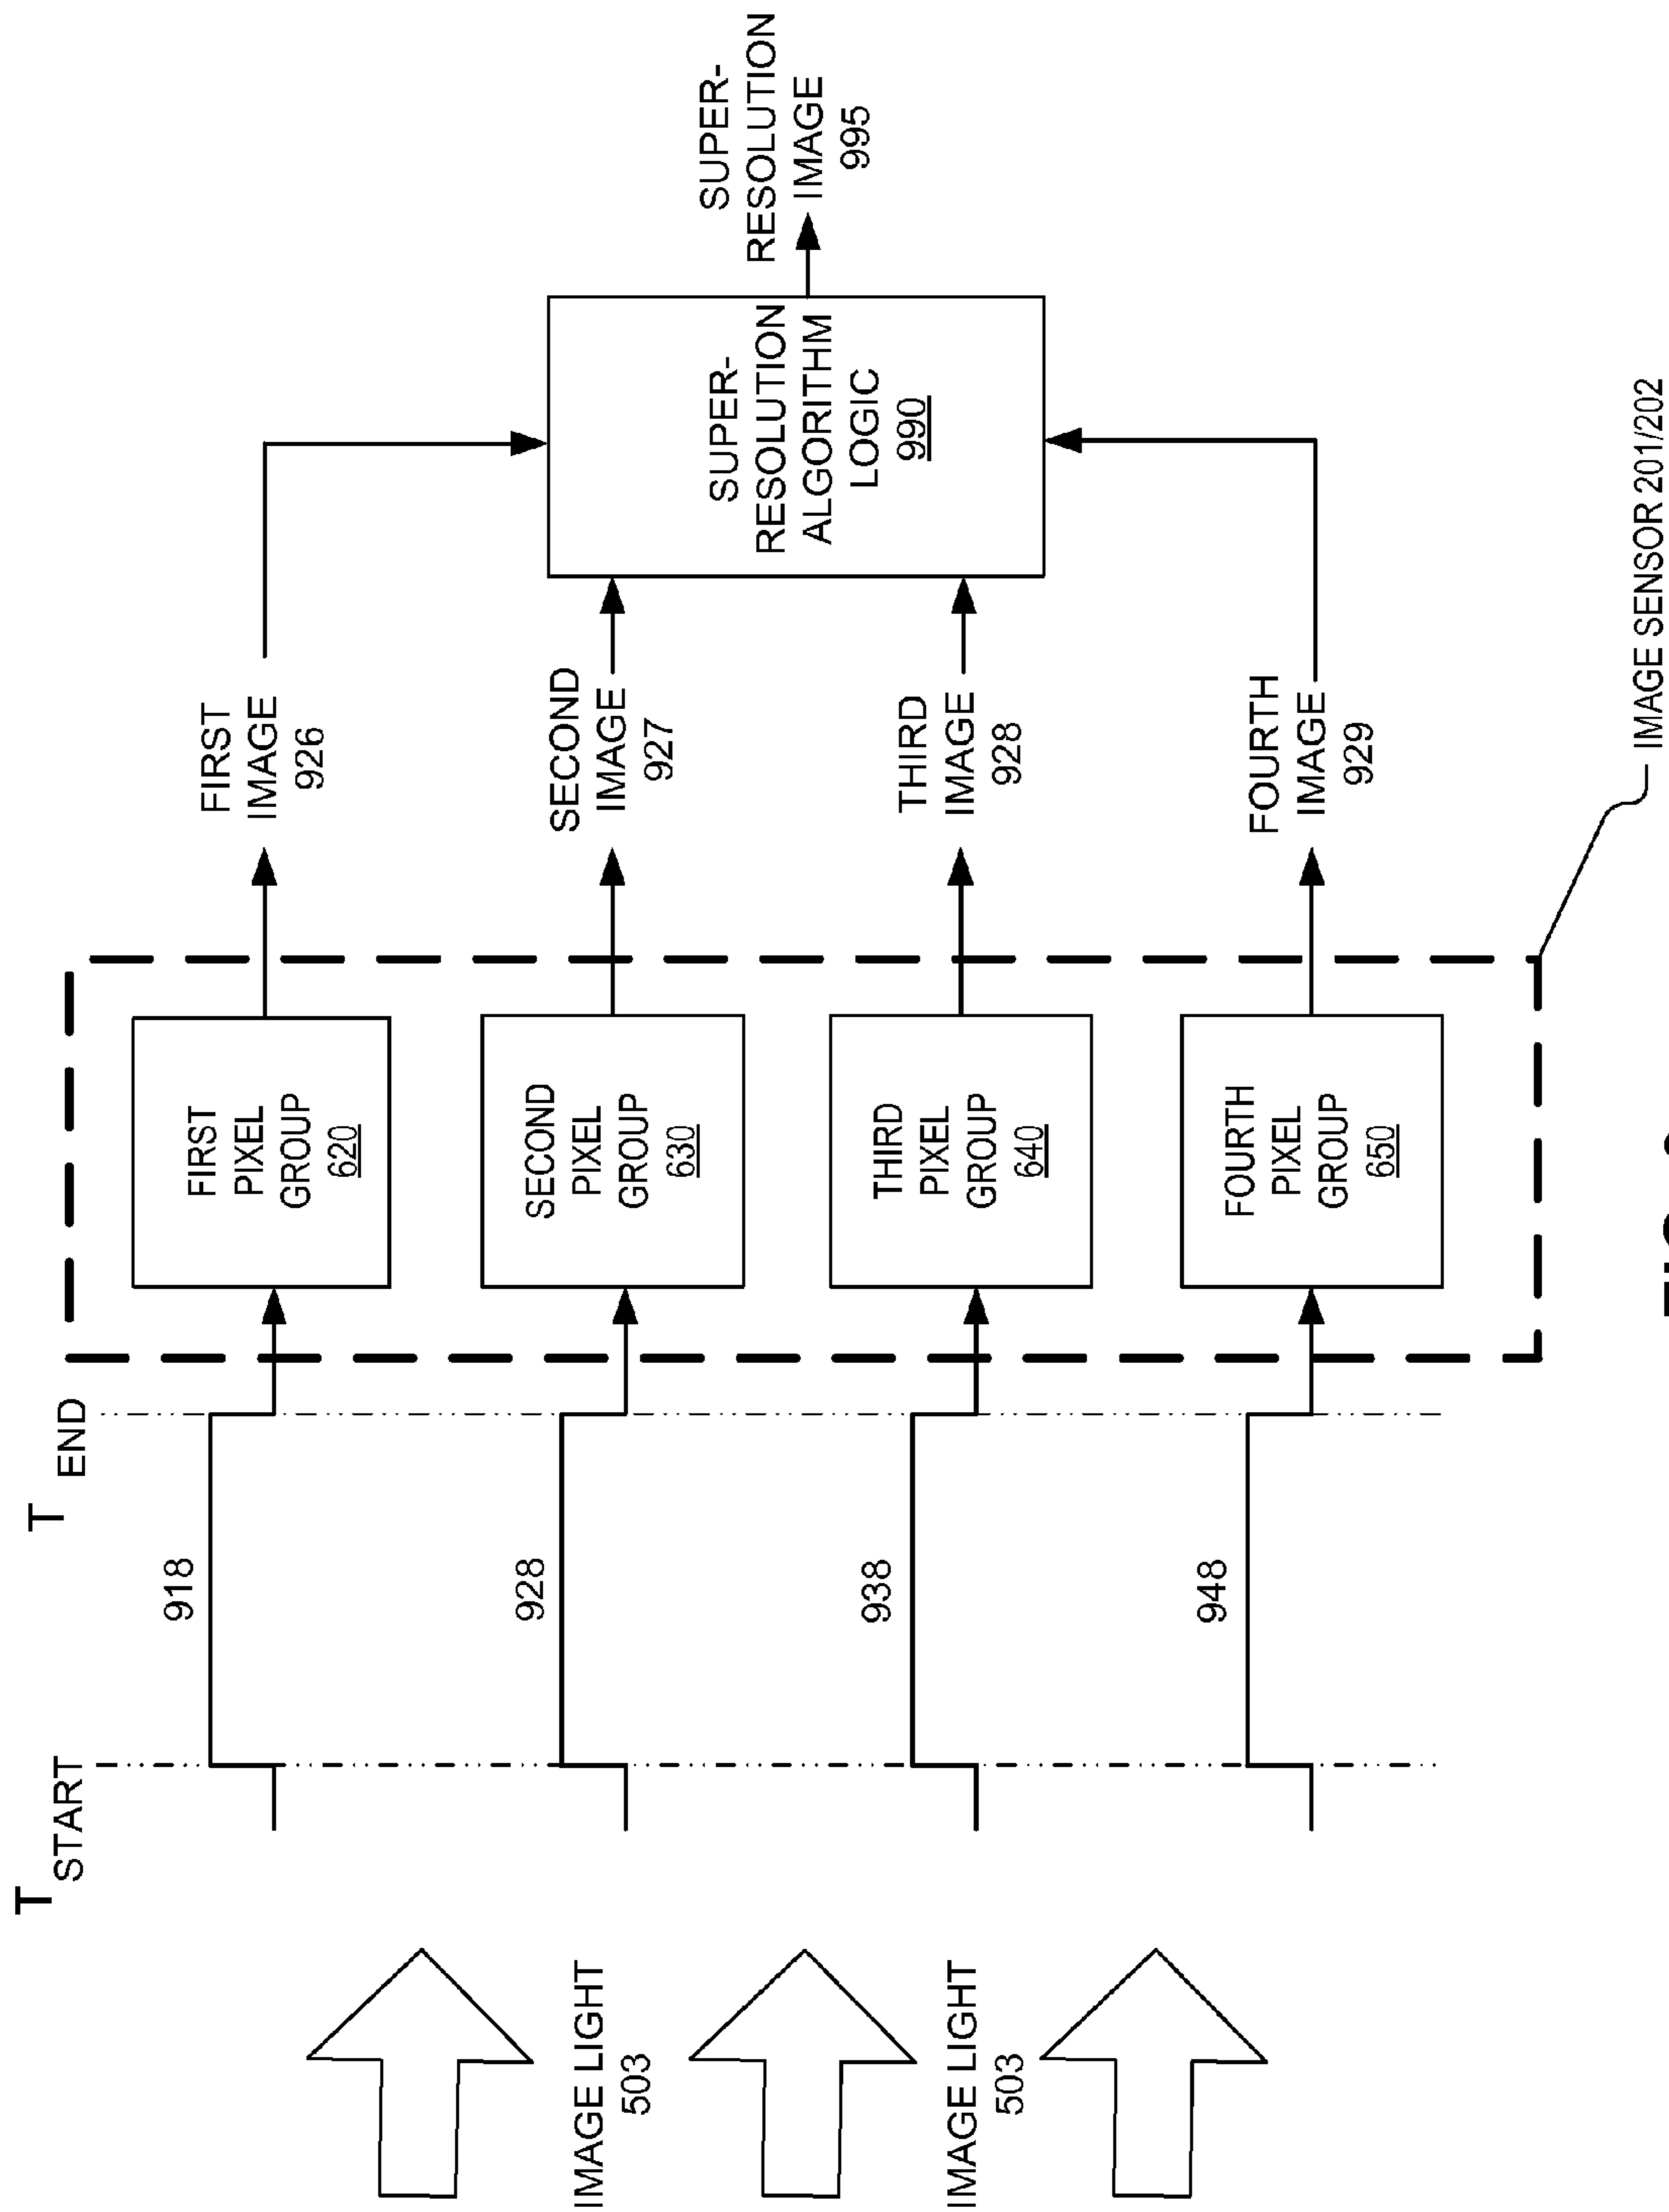 T START
T END
918
928
938
948
IMAGE LIGHT
503
IMAGE LIGHT
503
FIRST
PIXEL
GROUP
620
SECOND
PIXEL
GROUP
630
THIRD
PIXEL
GROUP
640
FOURTH
PIXEL
GROUP
650
FIRST
IMAGE
926
SECOND
IMAGE
927
THIRD
IMAGE
928
FOURTH
IMAGE
929
SUPER-
RESOLUTION
ALGORITHM
LOGIC
990
SUPER-
RESOLUTION
IMAGE
995
IMAGE SENSOR 201/202